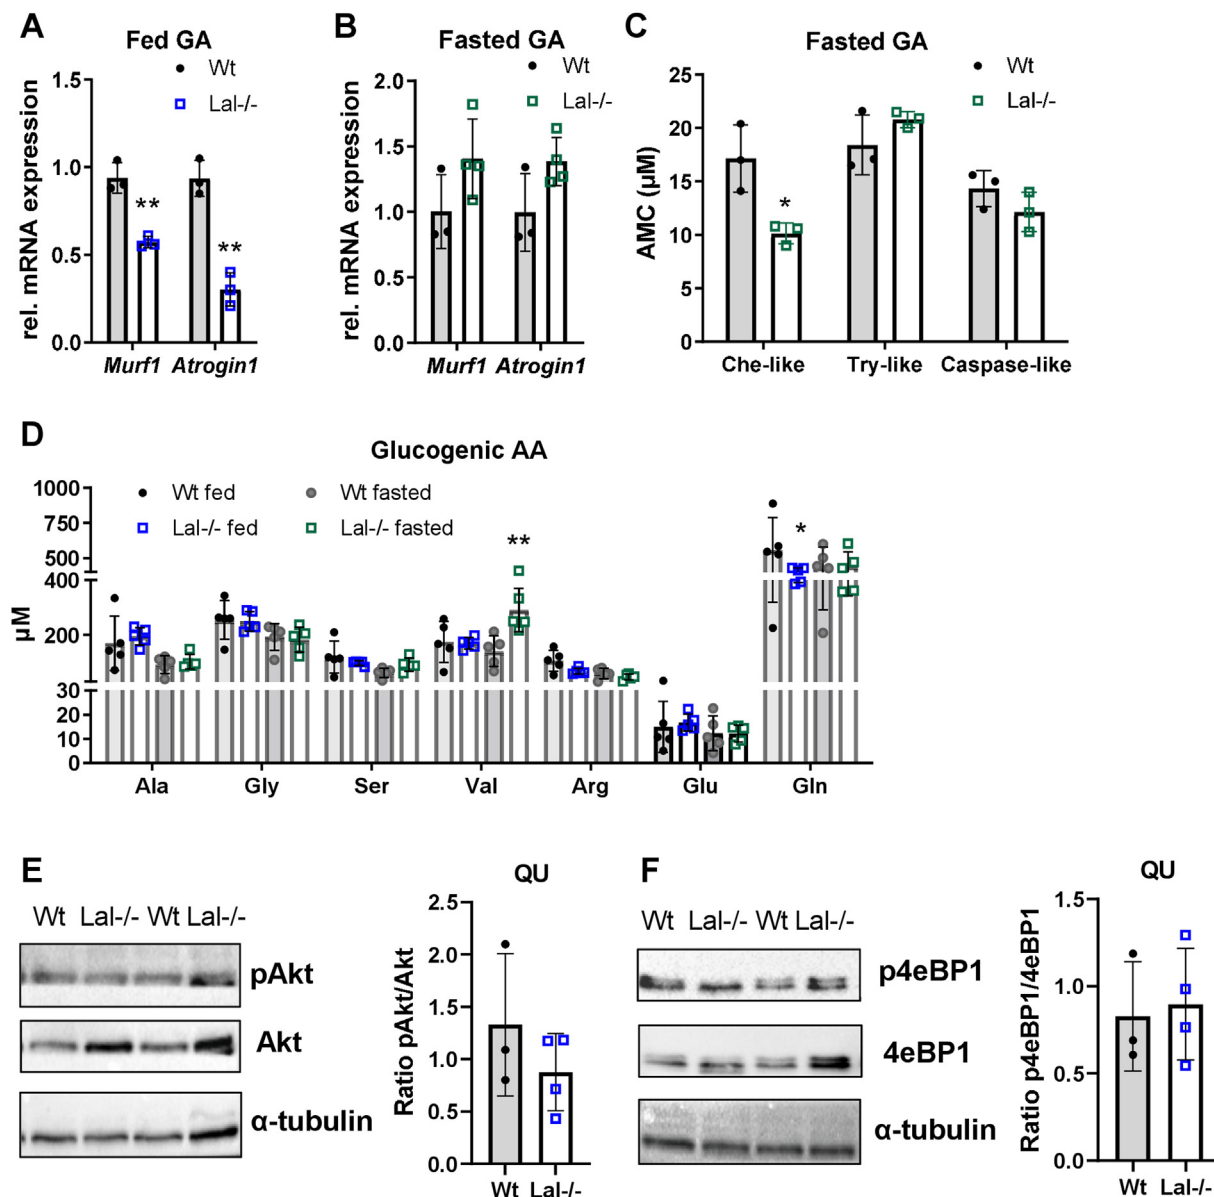 A
Fed GA
Wt
Lal-/-
rel. mRNA expression
1.5
1.0
0.5
0.0
**
**
Murf1 Atrogin1
B
Fasted GA
Wt
Lal-/-
rel. mRNA expression
2.0
1.5
1.0
0.5
0.0
Murf1 Atrogin1
C
Fasted GA
Wt
Lal-/-
AMC (µM)
25
20
15
10
5
0
*
Che-like Try-like Caspase-like
D
Glucogenic AA
Wt fed Wt fasted
Lal-/- fed Lal-/- fasted
µM
1000
750
500
400
200
30
20
10
0
**
*
Ala Gly Ser Val Arg Glu Gln
E
Wt Lal-/- Wt Lal-/-
pAkt
Akt
α-tubulin
QU
Ratio pAkt/Akt
2.5
2.0
1.5
1.0
0.5
0.0
Wt Lal-/-
F
Wt Lal-/- Wt Lal-/-
p4eBP1
4eBP1
α-tubulin
QU
Ratio p4eBP1/4eBP1
1.5
1.0
0.5
0.0
Wt Lal-/-